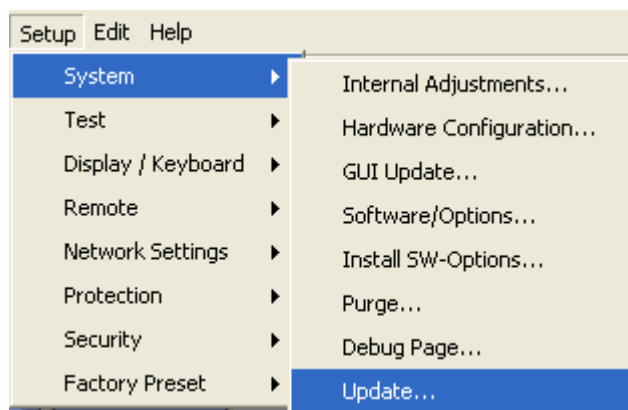 Setup Edit Help
System
Test
Display / Keyboard
Remote
Network Settings
Protection
Security
Factory Preset
Internal Adjustments...
Hardware Configuration...
GUI Update...
Software/Options...
Install SW-Options...
Purge...
Debug Page...
Update...